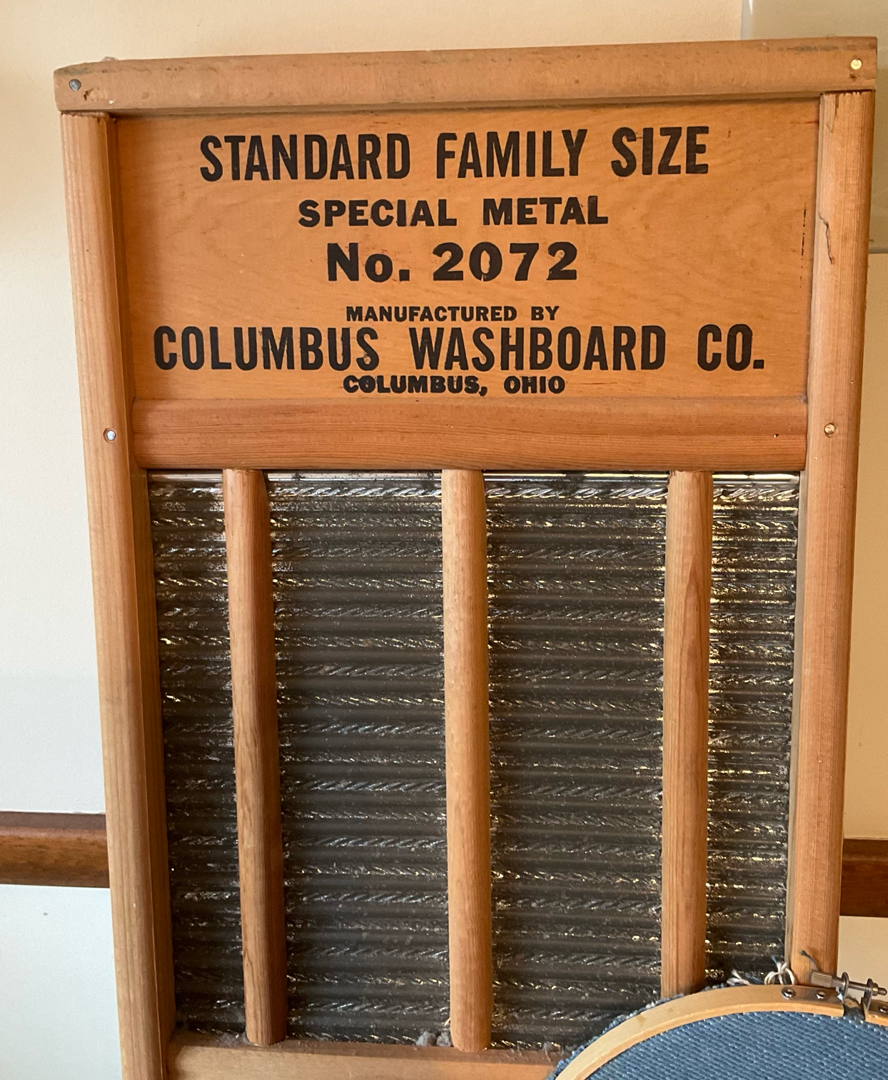 STANDARD FAMILY SIZE
SPECIAL METAL
No. 2072
MANUFACTURED BY
COLUMBUS WASHBOARD CO.
COLUMBUS, OHIO